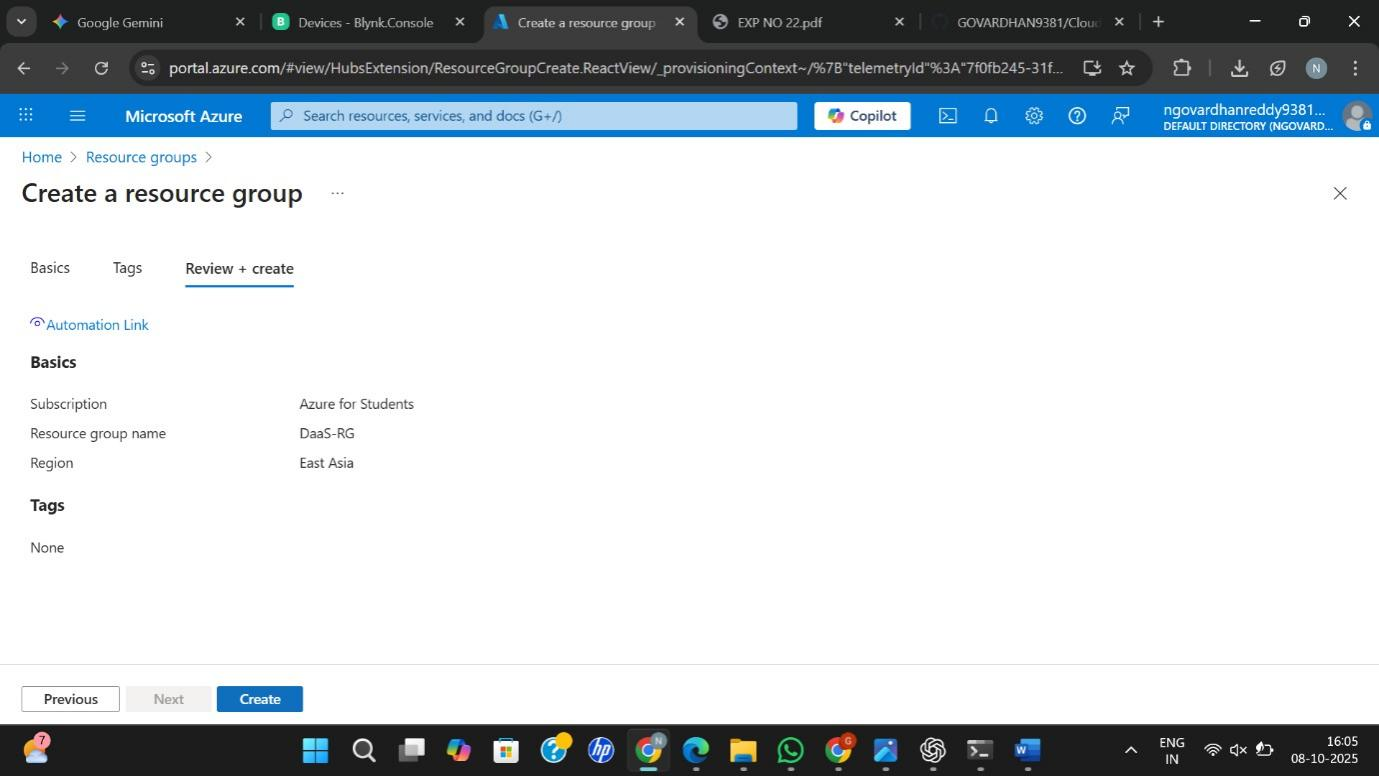 Google Gemini
Devices - Blynk.Console
Create a resource group
EXP NO 22.pdf
GOVARDHAN9381/Cloud
portal.azure.com/#view/HubsExtension/ResourceGroupCreate.ReactView/_provisioningContext~/%7B"telemetryId"%3A"7f0fb245-31f...
N
Microsoft Azure
Search resources, services, and docs (G+/)
Copilot
ngovardhanreddy9381...
DEFAULT DIRECTORY (NGOVARD...
Home > Resource groups >
Create a resource group ...
Basics
Tags
Review + create
Automation Link
Basics
Subscription Azure for Students
Resource group name DaaS-RG
Region East Asia
Tags
None
Previous
Next
Create
7
hp
N
G
W
ENG
IN
16:05
08-10-2025